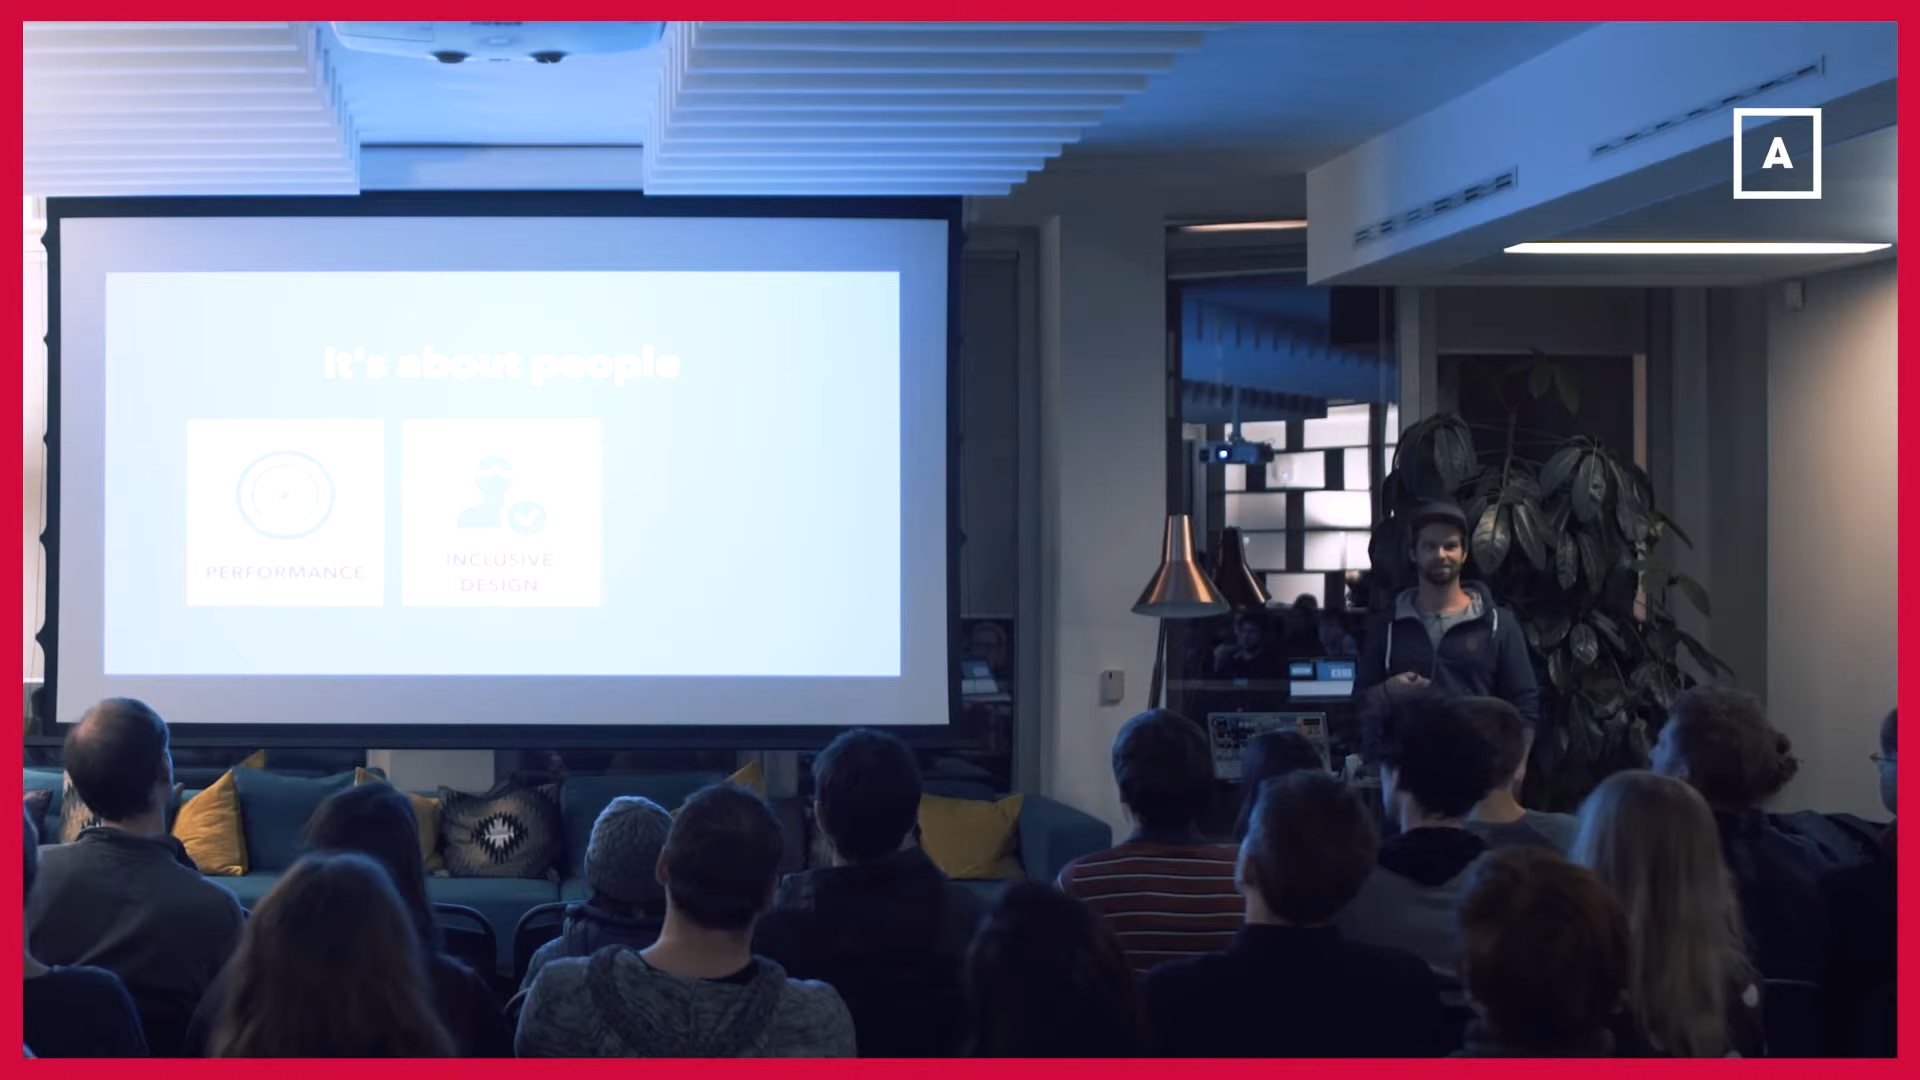 A
It's about people
PERFORMANCE
INCLUSIVE
DESIGN